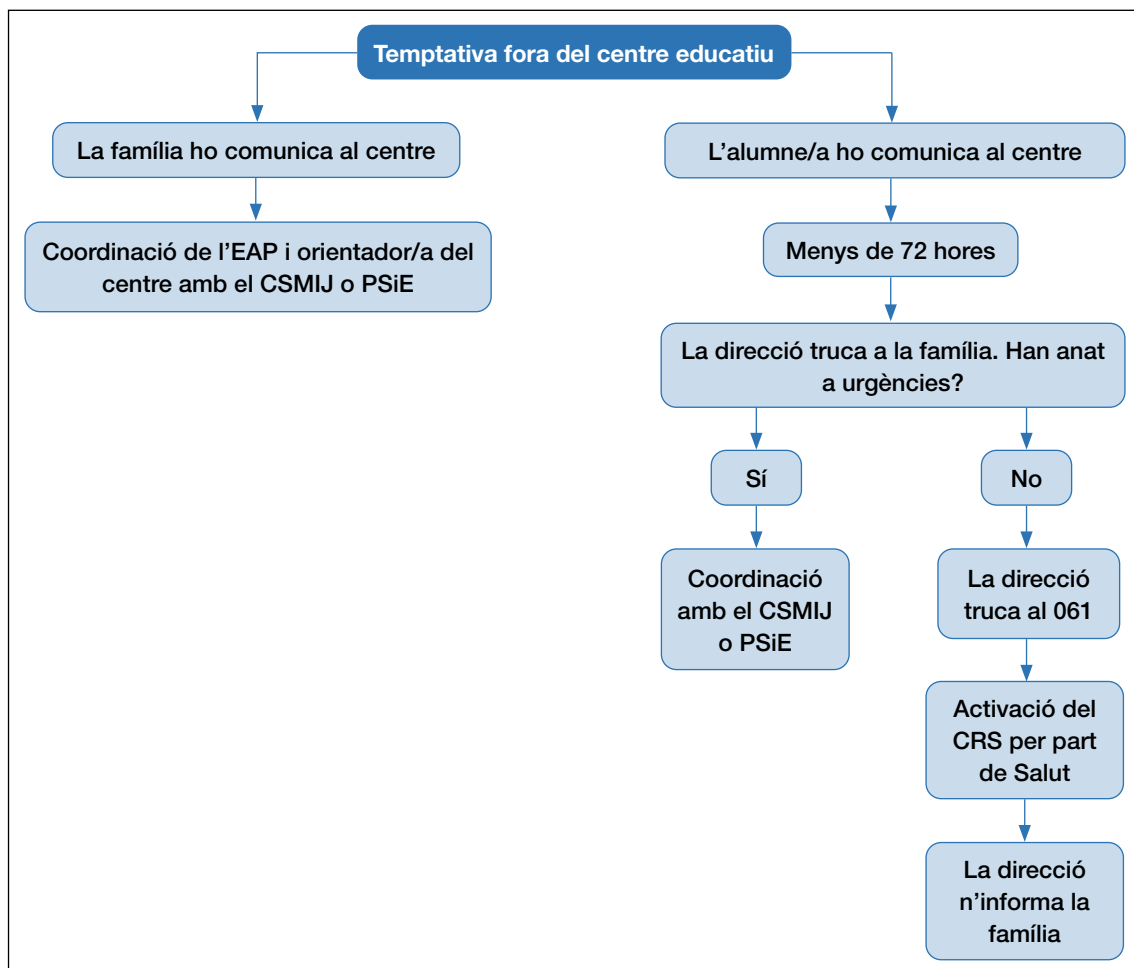 Temptativa fora del centre educatiu
La família ho comunica al centre
Coordinació de l’EAP i orientador/a del
centre amb el CSMIJ o PSiE
L’alumne/a ho comunica al centre
Menys de 72 hores
La direcció truca a la família. Han anat
a urgències?
Sí
Coordinació
amb el CSMIJ
o PSiE
No
La direcció
truca al 061
Activació del
CRS per part
de Salut
La direcció
n’informa la
família